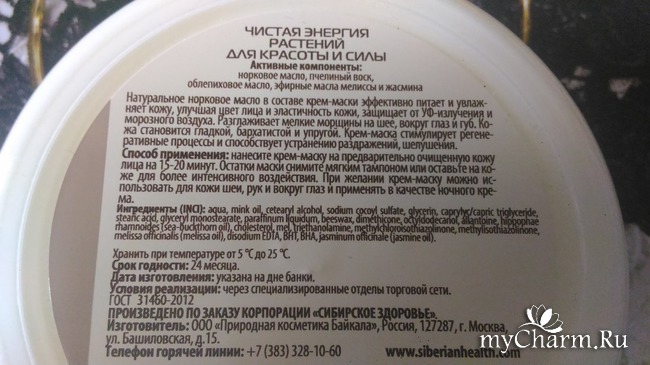 ЧИСТАЯ ЭНЕРГИЯ
РАСТЕНИЙ
ДЛЯ КРАСОТЫ И СИЛЫ
Активные компоненты:
норковое масло, пчелиный воск,
облепиховое масло, эфирные масла мелиссы и жасмина
Натуральное норковое масло в составе крем-маски эффективно питает и увлаж-
няет кожу, улучшая цвет лица и эластичность кожи, защищает от УФ-излучения и
морозного воздуха. Разглаживает мелкие морщины на шее, вокруг глаз и губ. Ко-
жа становится гладкой, бархатистой и упругой. Крем-маска стимулирует регене-
ративные процессы и способствует устранению раздражений, шелушения.
Способ применения: нанесите крем-маску на предварительно очищенную кожу
лица на 15-20 минут. Остатки маски снимите мягким тампоном или оставьте на ко-
же для более интенсивного воздействия. При желании крем-маску можно ис-
пользовать для кожи шеи, рук и вокруг глаз и применять в качестве ночного кре-
ма.
Ингредиенты (INCI): aqua, mink oil, cetearyl alcohol, sodium cocoyl sulfate, glycerin, caprylyc/capric triglyceride,
stearic acid, glyceryl monostearate, paraffinum liquidum, beeswax, dimethicone, octyldodecanol, allantoine, hippophae
rhamnoides (sea-buckthorn oil), cholesterol, mel, triethanolamine, methylchloroisothiazolinone, methylisothiazolinone,
melissa officinalis (melissa oil), disodium EDTA, BHT, BHA, jasminum officinale (jasmine oil).
Хранить при температуре от 5 °C до 25 °C.
Срок годности: 24 месяца.
Дата изготовления: указана на дне банки.
Условия реализации: через специализированные отделы торговой сети.
ГОСТ 31460-2012
ПРОИЗВЕДЕНО ПО ЗАКАЗУ КОРПОРАЦИИ «СИБИРСКОЕ ЗДОРОВЬЕ».
Изготовитель: ООО «Природная косметика Байкала», Россия, 127287, г. Москва,
ул. Башиловская, д.15.
Телефон горячей линии: +7 (383) 328-10-60 www.siberianhealth.com
myCharm.Ru